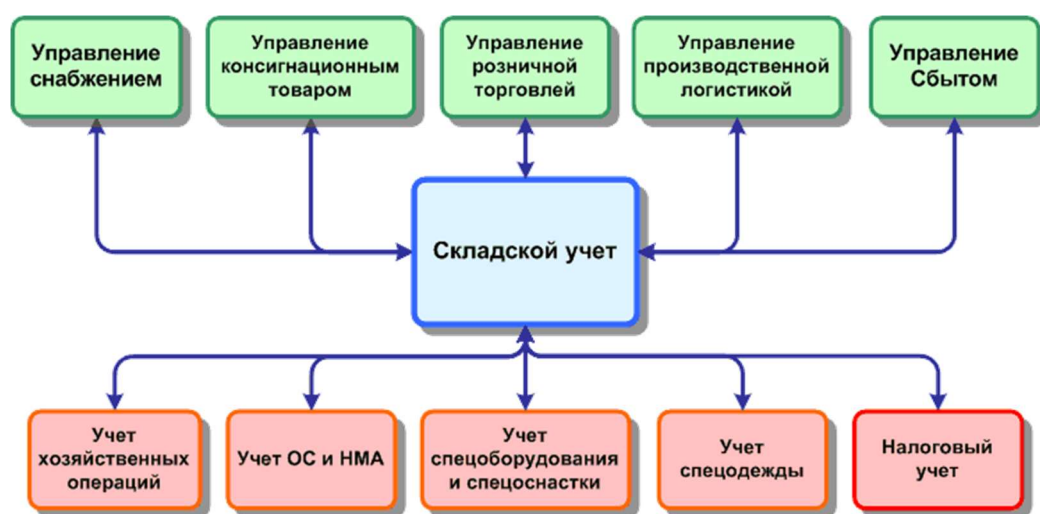 Управление
снабжением
Управление
консигнационным
товаром
Управление
розничной
торговлей
Управление
производственной
логистикой
Управление
Сбытом
Складской учет
Учет
хозяйственных
операций
Учет ОС и НМА
Учет
спецоборудования
и спецоснастки
Учет
спецодежды
Налоговый
учет